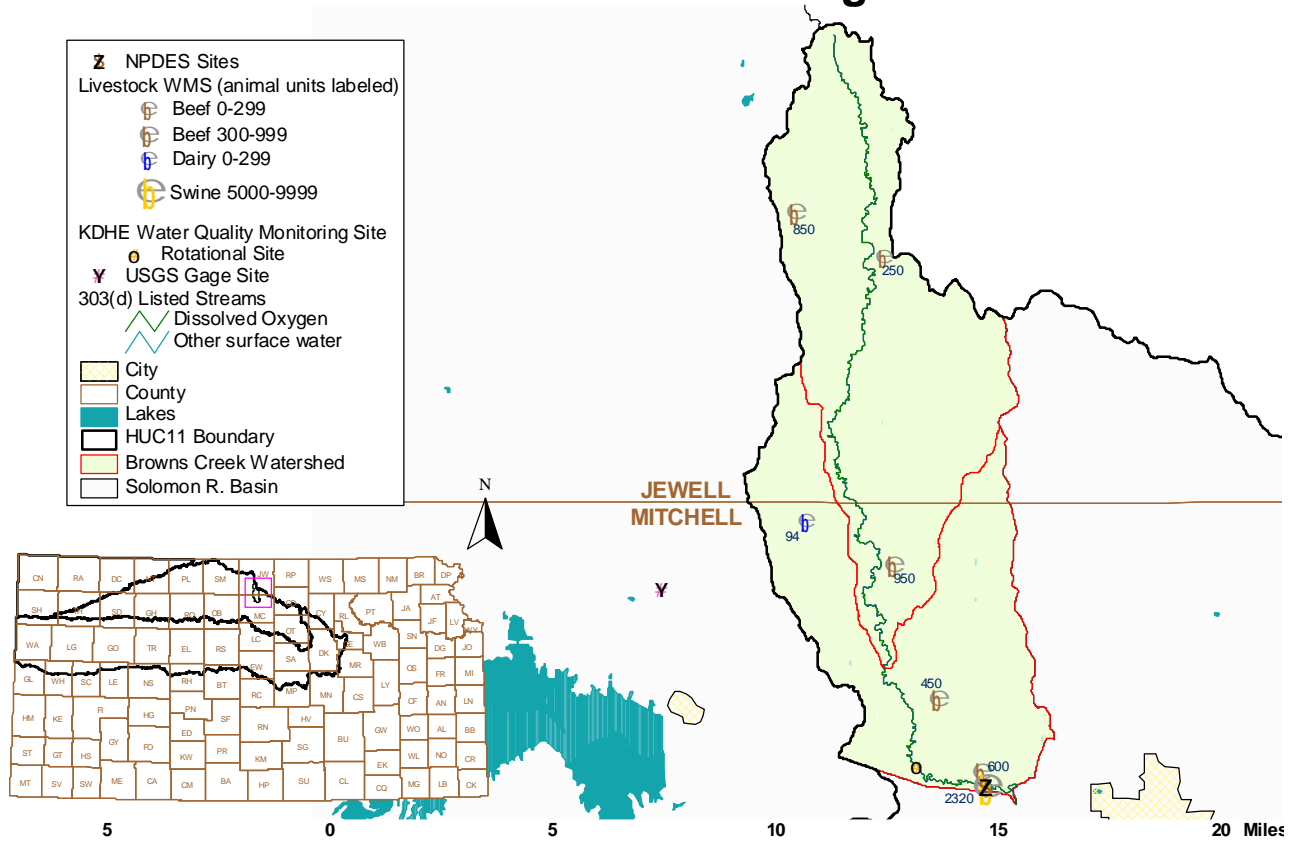 g
Z NPDES Sites
Livestock WMS (animal units labeled)
Beef 0-299
Beef 300-999
Dairy 0-299
Swine 5000-9999
KDHE Water Quality Monitoring Site
Rotational Site
USGS Gage Site
303(d) Listed Streams
Dissolved Oxygen
Other surface water
City
County
Lakes
HUC11 Boundary
Browns Creek Watershed
Solomon R. Basin
850
250
N
JEWELL
MITCHELL
94
950
450
600
2320
CN RA DC PL SM JW RP WS MS NM BR DP
SH SD GH RO OB MC CY RL PT JA AT
JF LV
WA LG GO TR EL RS LC OT SA DK WB SN DG JO
EW MR
GL WH SC LE NS RH BT RC MP MN CS LY OS FR MI
CF AN LN
HM KE FI HG PN SF RN HV BU GW WO AL BB
ED
ST GT HS GY FO KW PR KM SG EK WL NO CR
MT SV SW ME CA CM BA HP SU CL CQ MG LB CK
5 0 5 10 15 20 Miles